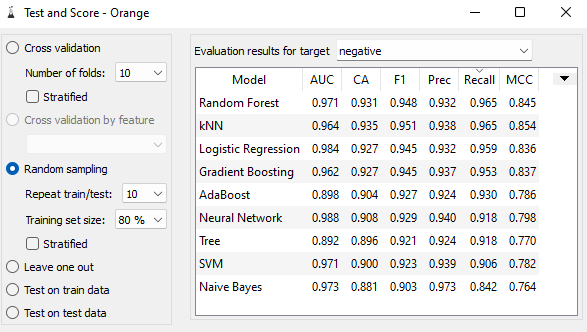 Test and Score - Orange
Cross validation
Number of folds: 10
Stratified
Cross validation by feature
Random sampling
Repeat train/test: 10
Training set size: 80 %
Stratified
Leave one out
Test on train data
Test on test data
Evaluation results for target negative
Model AUC CA F1 Prec Recall MCC
Random Forest 0.971 0.931 0.948 0.932 0.965 0.845
kNN 0.964 0.935 0.951 0.938 0.965 0.854
Logistic Regression 0.984 0.927 0.945 0.932 0.959 0.836
Gradient Boosting 0.962 0.927 0.945 0.937 0.953 0.837
AdaBoost 0.898 0.904 0.927 0.924 0.930 0.786
Neural Network 0.988 0.908 0.929 0.940 0.918 0.798
Tree 0.892 0.896 0.921 0.924 0.918 0.770
SVM 0.971 0.900 0.923 0.939 0.906 0.782
Naive Bayes 0.973 0.881 0.903 0.973 0.842 0.764